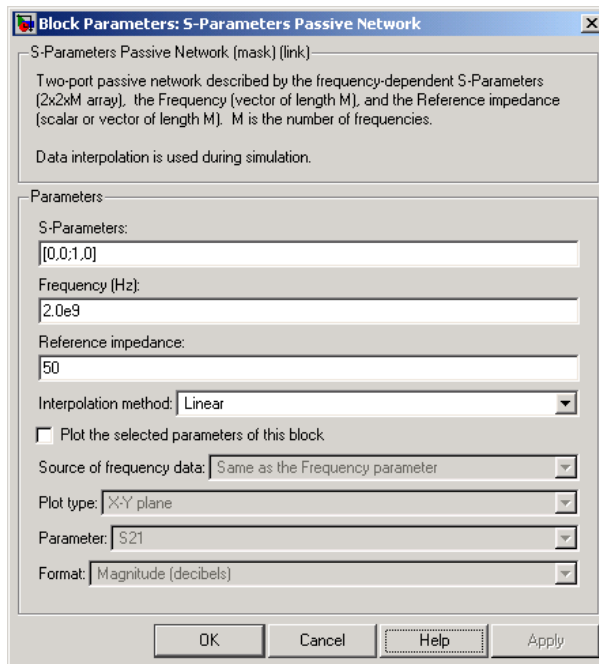 Block Parameters: S-Parameters Passive Network
S-Parameters Passive Network (mask) (link)
Two-port passive network described by the frequency-dependent S-Parameters
(2x2xM array), the Frequency (vector of length M), and the Reference impedance
(scalar or vector of length M). M is the number of frequencies.
Data interpolation is used during simulation.
Parameters
S-Parameters:
[0,0;1,0]
Frequency (Hz):
2.0e9
Reference impedance:
50
Interpolation method: Linear
Plot the selected parameters of this block
Source of frequency data: Same as the Frequency parameter
Plot type: X-Y plane
Parameter: S21
Format: Magnitude (decibels)
OK Cancel Help Apply